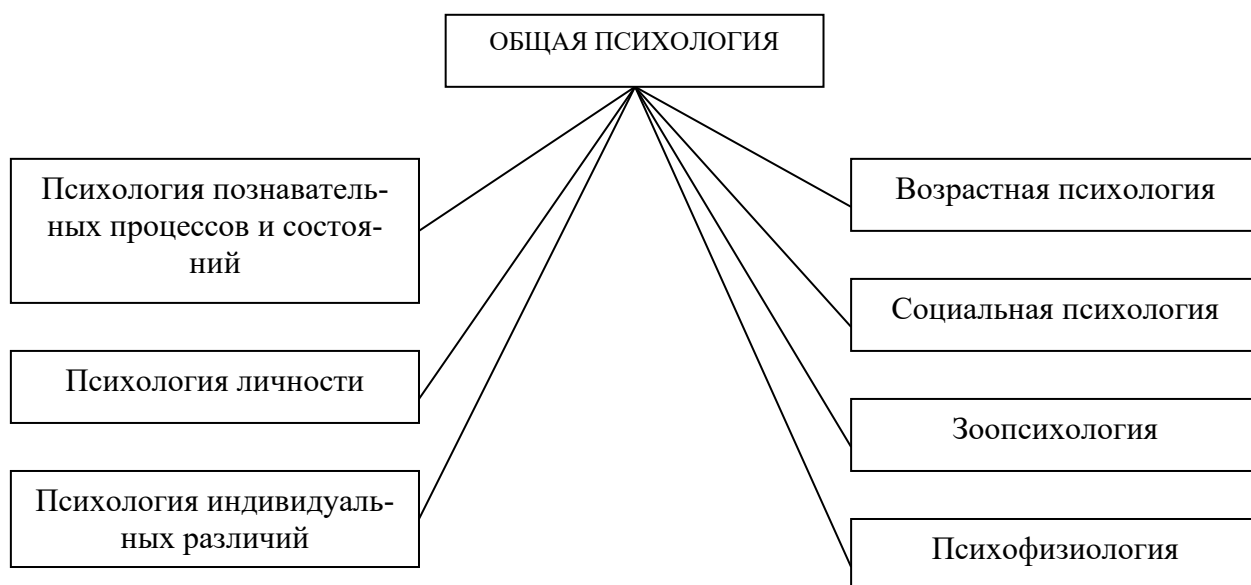 ОБЩАЯ ПСИХОЛОГИЯ
Психология познаватель-
ных процессов и состоя-
ний
Психология личности
Психология индивидуаль-
ных различий
Возрастная психология
Социальная психология
Зоопсихология
Психофизиология